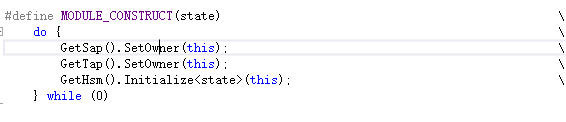 #define MODULE_CONSTRUCT(state) \
do { \
GetSap().SetOwner(this); \
GetTap().SetOwner(this); \
GetHsm().Initialize<state>(this); \
} while (0)